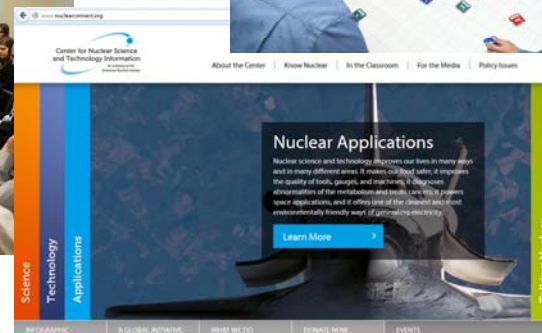 www.nuclearconnect.org
Center for Nuclear Science
and Technology Information
About the Center
Know Nuclear
In the Classroom
For the Media
Policy Issues
Science
Technology
Applications
Nuclear Applications
Nuclear science and technology improves our lives in many ways
and in many different areas. It makes our food safer, it improves
the quality of tools, gauges, and machines, it diagnoses
abnormalities of the metabolism and treats cancers, it powers
space applications, and it offers one of the cleanest and most
environmentally friendly ways of generating electricity.
Learn More
INFOGRAPHIC
A GLOBAL INITIATIVE
WHAT WE DO
DONATE NOW
EVENTS